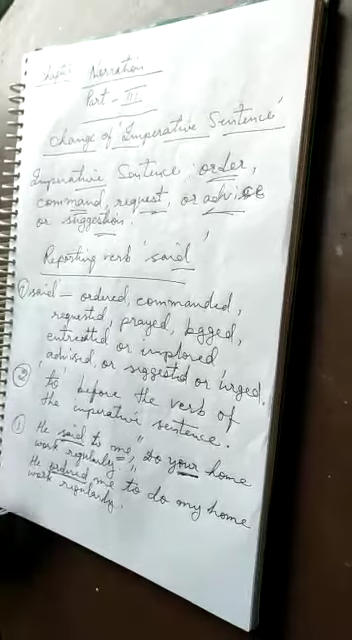 Chapter Narration
Part - III
Change of 'Imperative Sentence'
Imperative Sentence : order,
command, request, or advice
or suggestion.
Reporting verb 'said'
① said — ordered, commanded,
requested, prayed, begged,
entreated or implored,
advised, or suggested or urged.
② 'to' before the verb of
the imperative sentence.
① He said to me, "Do your home
work regularly."
He ordered me to do my home
work regularly.